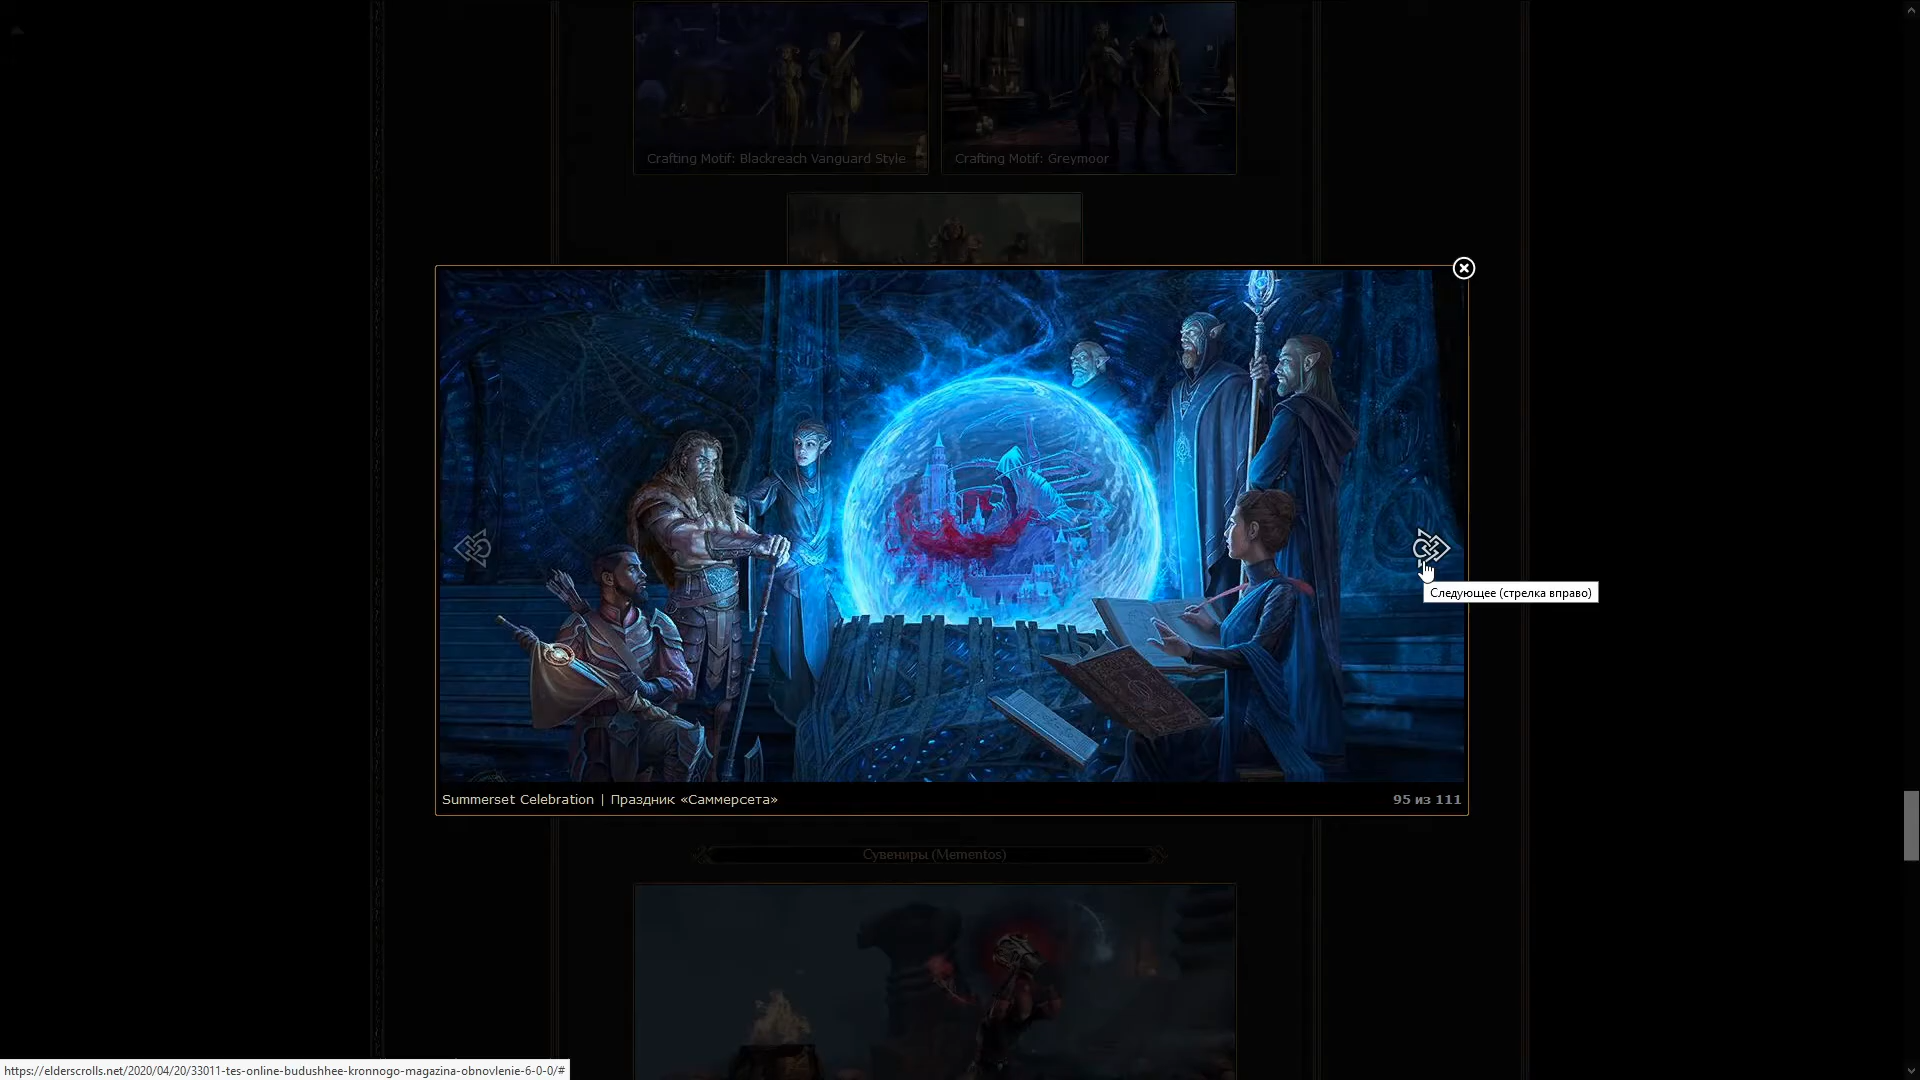 Crafting Motif: Blackreach Vanguard Style
Crafting Motif: Greymoor
Следующее (стрелка вправо)
Summerset Celebration | Праздник «Саммерсета»
95 из 111
Сувениры (Mementos)
https://elderscrolls.net/2020/04/20/33011-tes-online-budushhee-kronnogo-magazina-obnovlenie-6-0-0/#